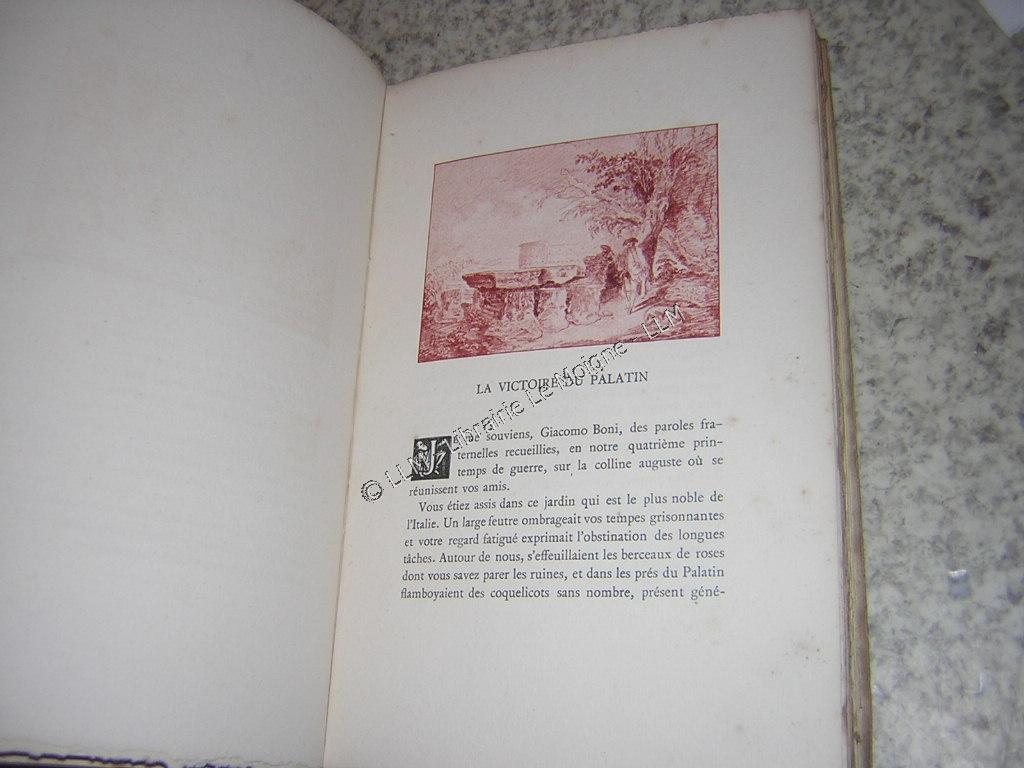 LA VICTOIRE DU PALATIN
JE me souviens, Giacomo Boni, des paroles fra-
ternelles recueillies, en notre quatrième prin-
temps de guerre, sur la colline auguste où se
réunissent vos amis.
Vous étiez assis dans ce jardin qui est le plus noble de
l'Italie. Un large feutre ombrageait vos tempes grisonnantes
et votre regard fatigué exprimait l'obstination des longues
tâches. Autour de nous, s'effeuillaient les berceaux de roses
dont vous savez parer les ruines, et dans les prés du Palatin
flamboyaient des coquelicots sans nombre, présent géné-
© LLM - Librairie Le Moigne - LLM